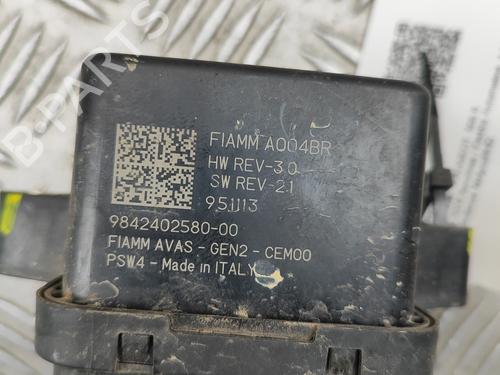 FIAMM A004BR
HW REV-3.0
SW REV-2.1
951113
9842402580-00
FIAMM AVAS - GEN2 - CEM00
PSW4 - Made in ITALY